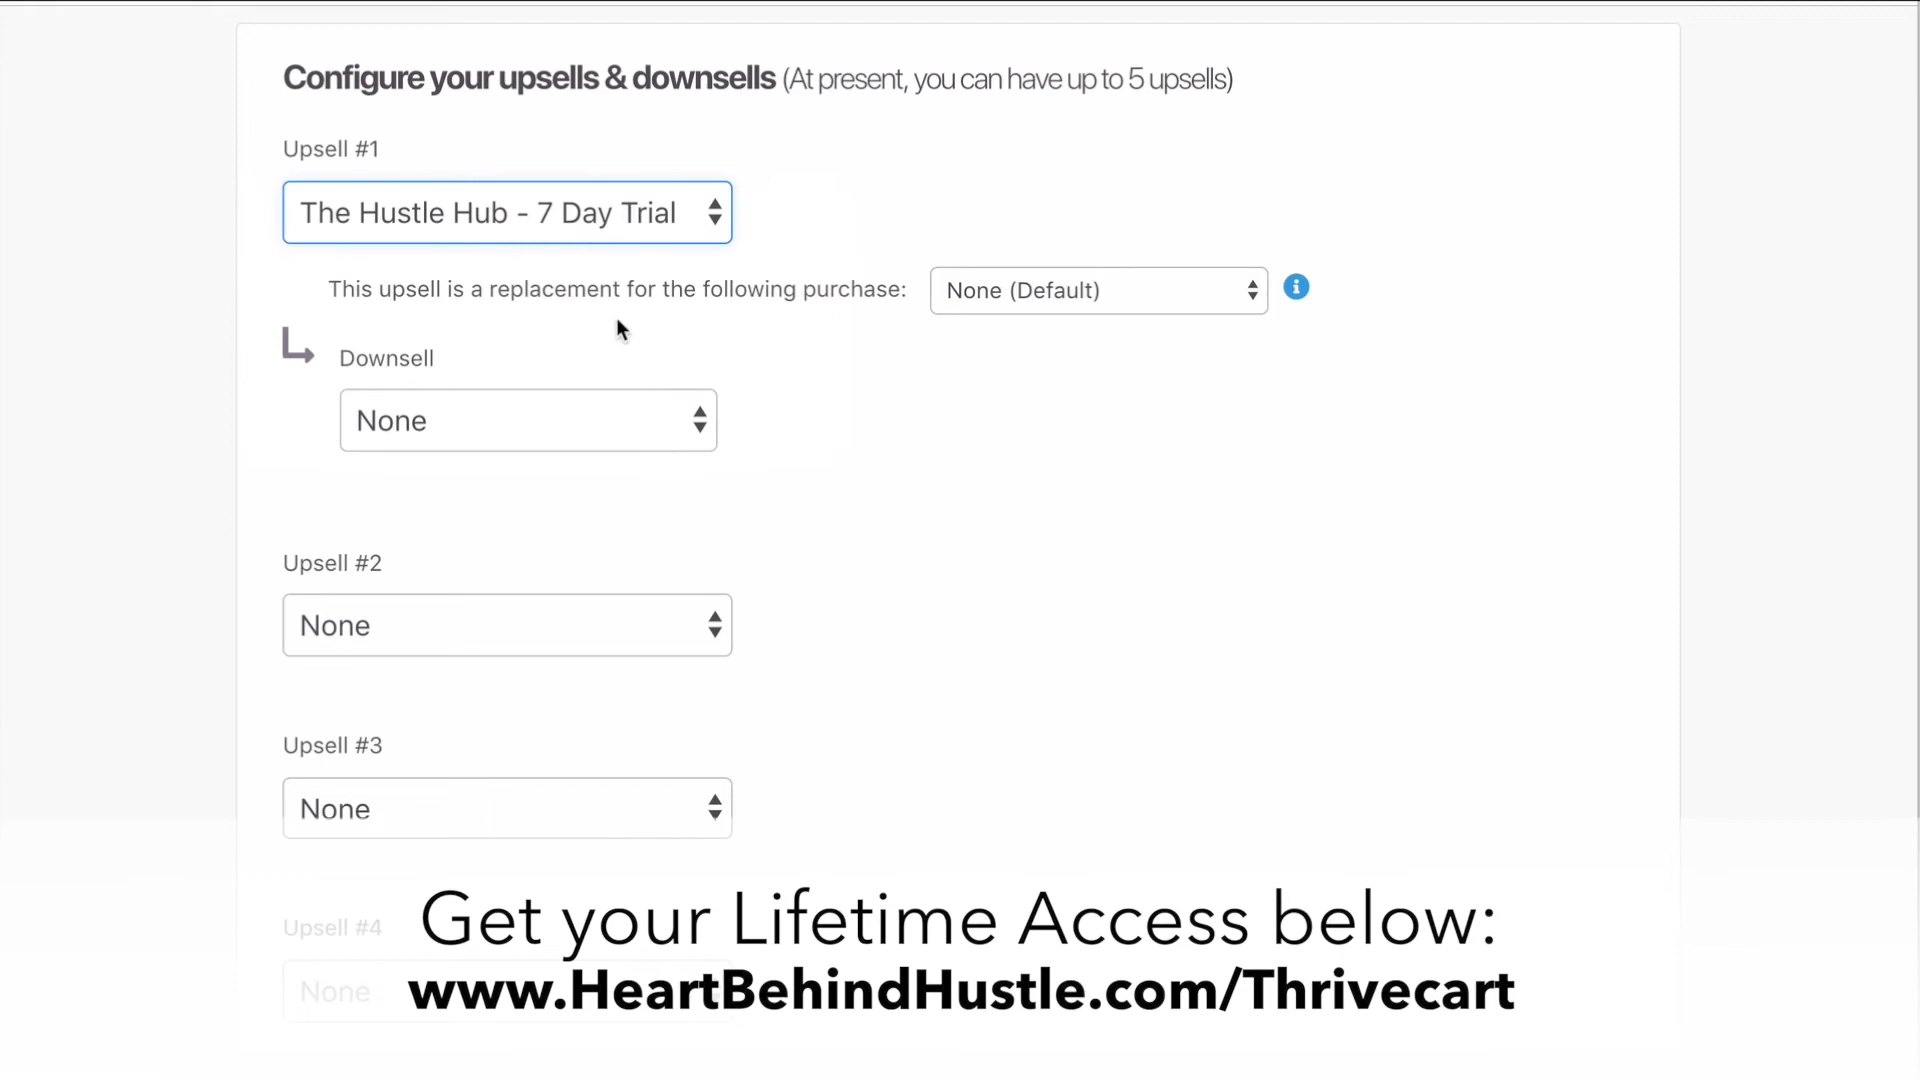 Configure your upsells & downsells (At present, you can have up to 5 upsells)
Upsell #1
The Hustle Hub - 7 Day Trial
This upsell is a replacement for the following purchase: None (Default)
Downsell
None
Upsell #2
None
Upsell #3
None
Upsell #4
None
Get your Lifetime Access below:
www.HeartBehindHustle.com/Thrivecart